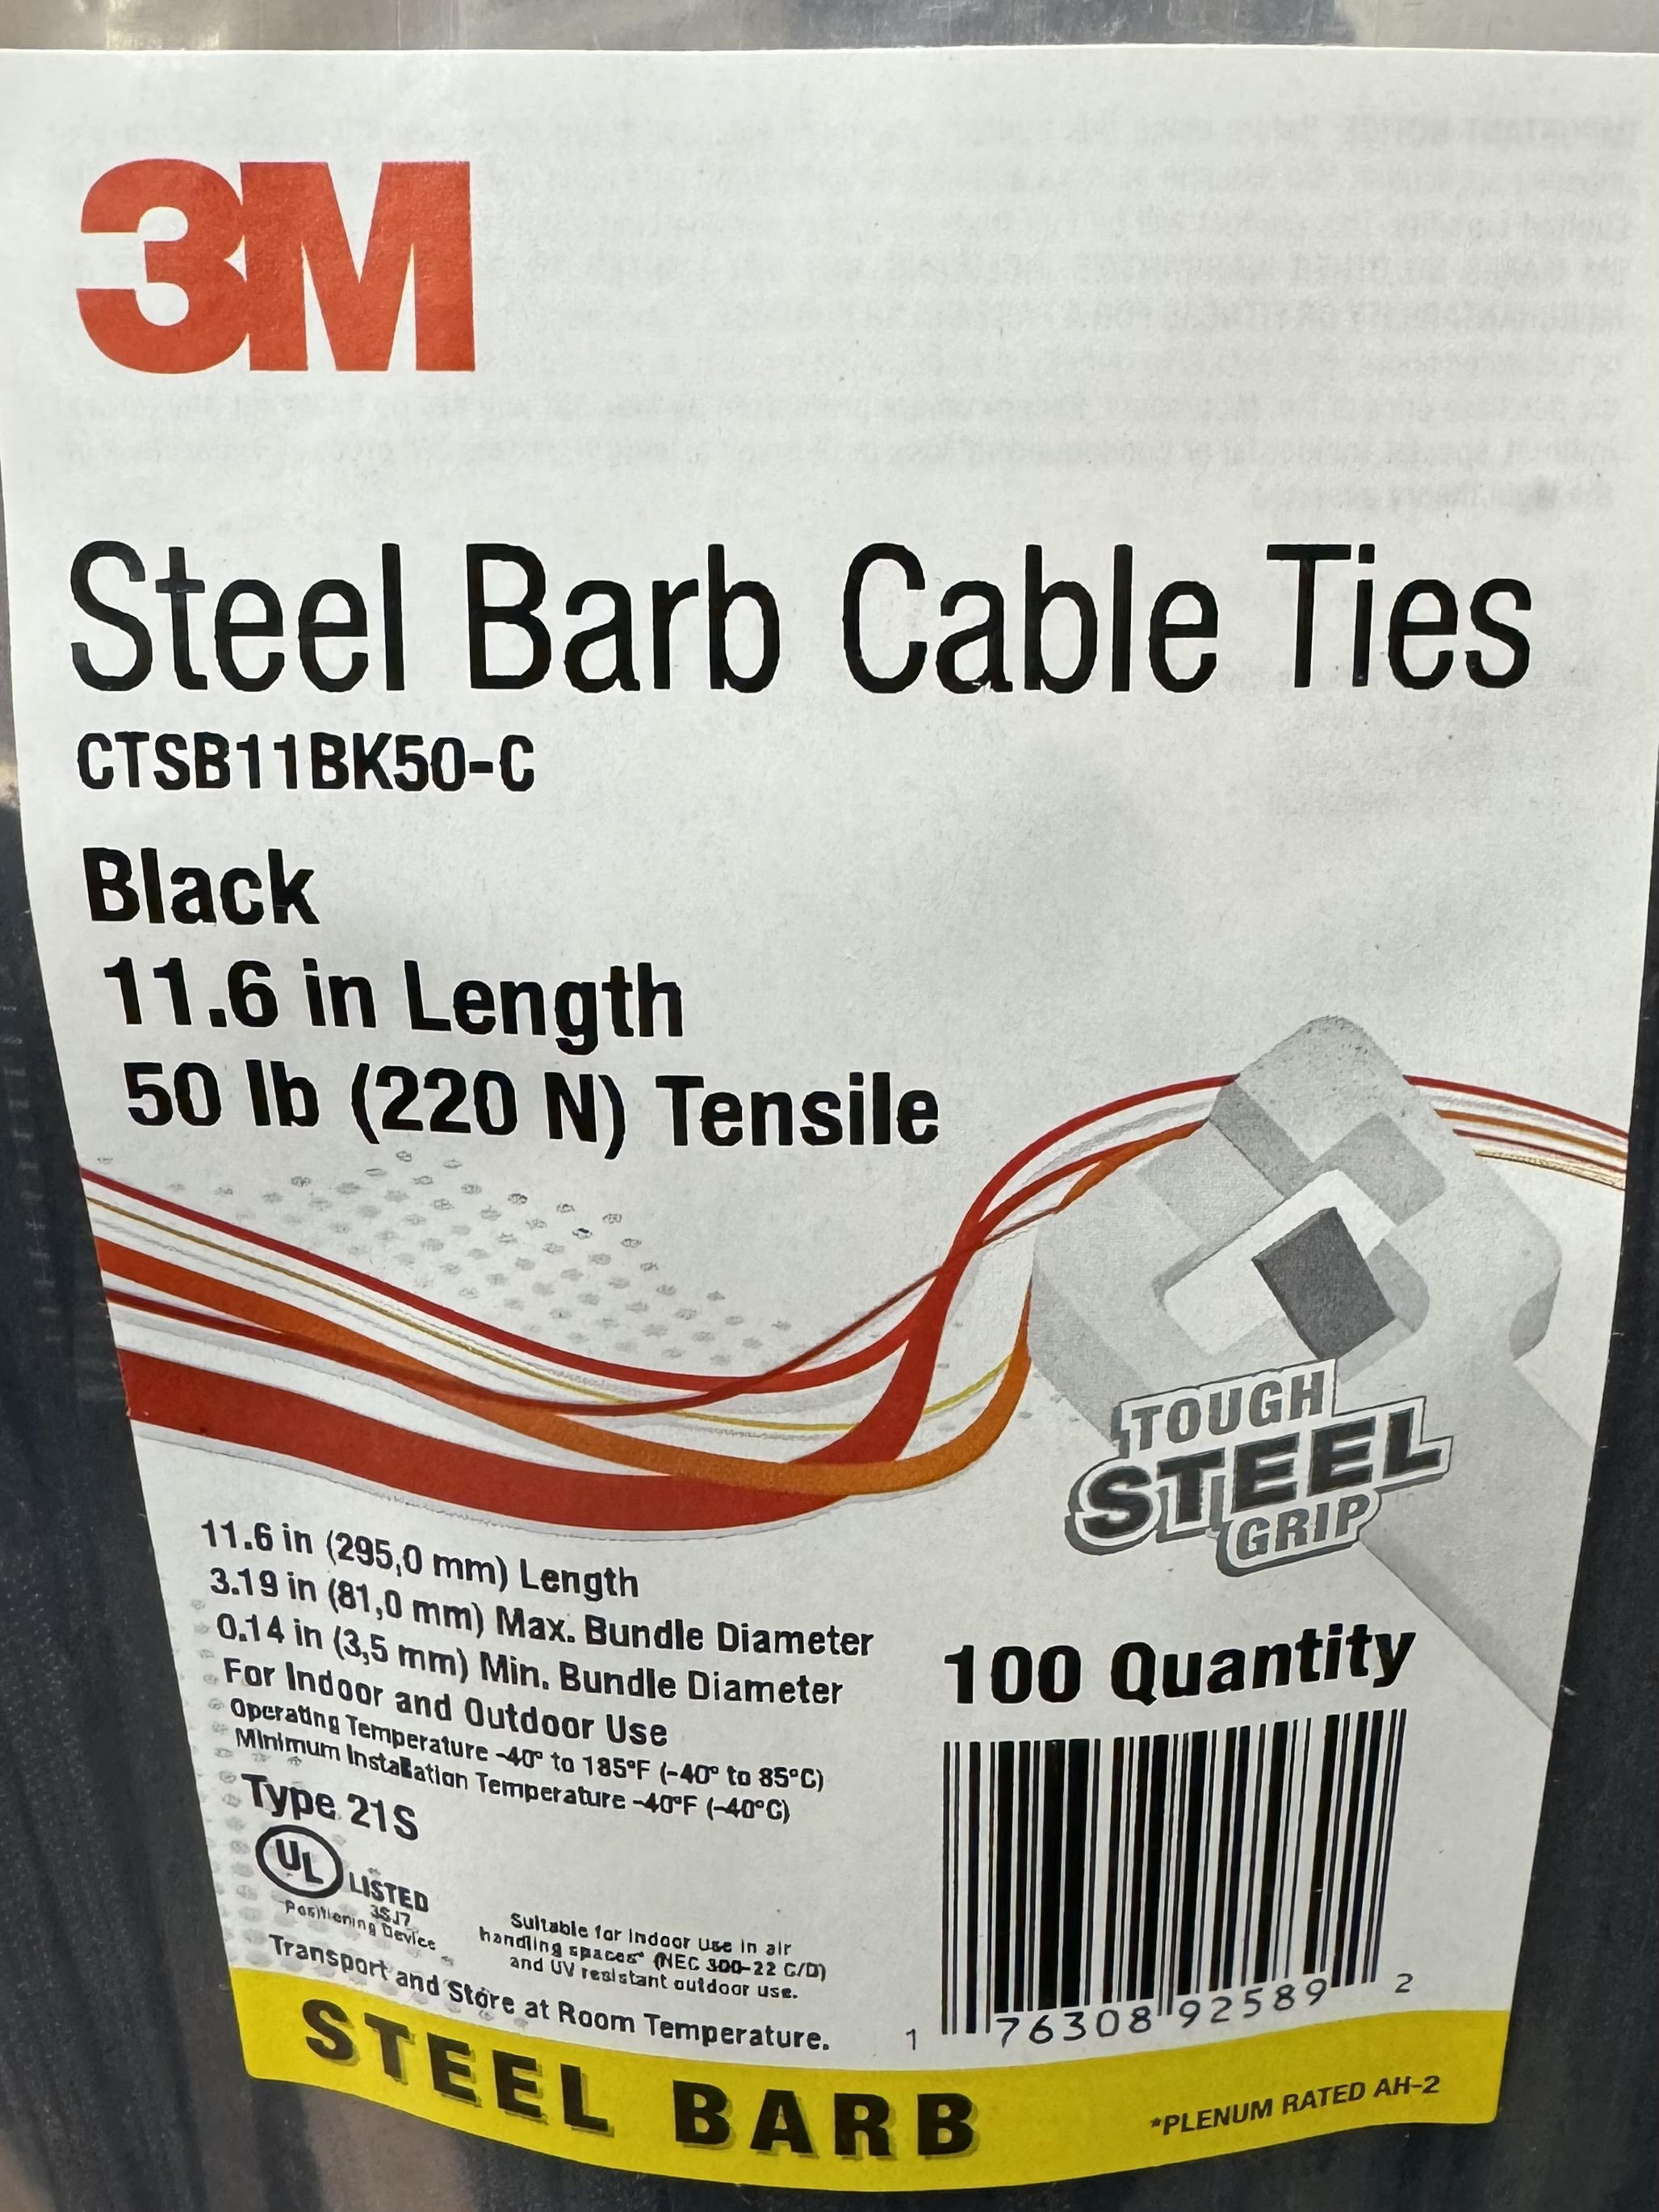 3M
Steel Barb Cable Ties
CTSB11BK50-C
Black
11.6 in Length
50 lb (220 N) Tensile
TOUGH
STEEL
GRIP
11.6 in (295,0 mm) Length
3.19 in (81,0 mm) Max. Bundle Diameter
0.14 in (3,5 mm) Min. Bundle Diameter
For Indoor and Outdoor Use
Operating Temperature -40° to 185°F (-40° to 85°C)
Minimum Installation Temperature -40°F (-40°C)
Type 21S
UL LISTED
3SJ7
Positioning Device
Suitable for indoor use in air
handling spaces* (NEC 300-22 C/D)
and UV resistant outdoor use.
Transport and Store at Room Temperature.
100 Quantity
1 76308 92589 2
STEEL BARB
*PLENUM RATED AH-2